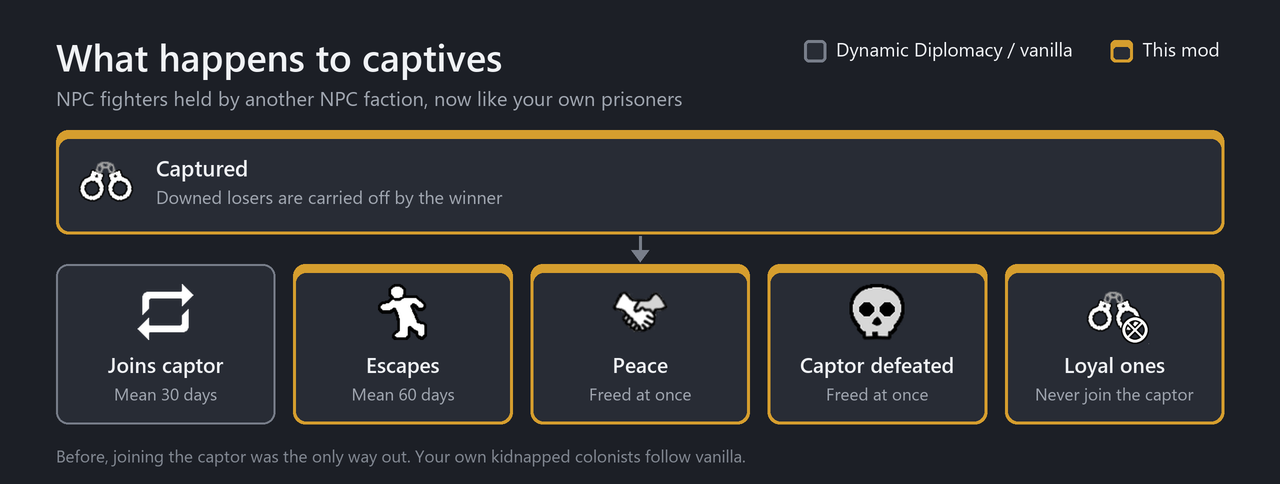 What happens to captives
Dynamic Diplomacy / vanilla
This mod
NPC fighters held by another NPC faction, now like your own prisoners
Captured
Downed losers are carried off by the winner
Joins captor
Mean 30 days
Escapes
Mean 60 days
Peace
Freed at once
Captor defeated
Freed at once
Loyal ones
Never join the captor
Before, joining the captor was the only way out. Your own kidnapped colonists follow vanilla.